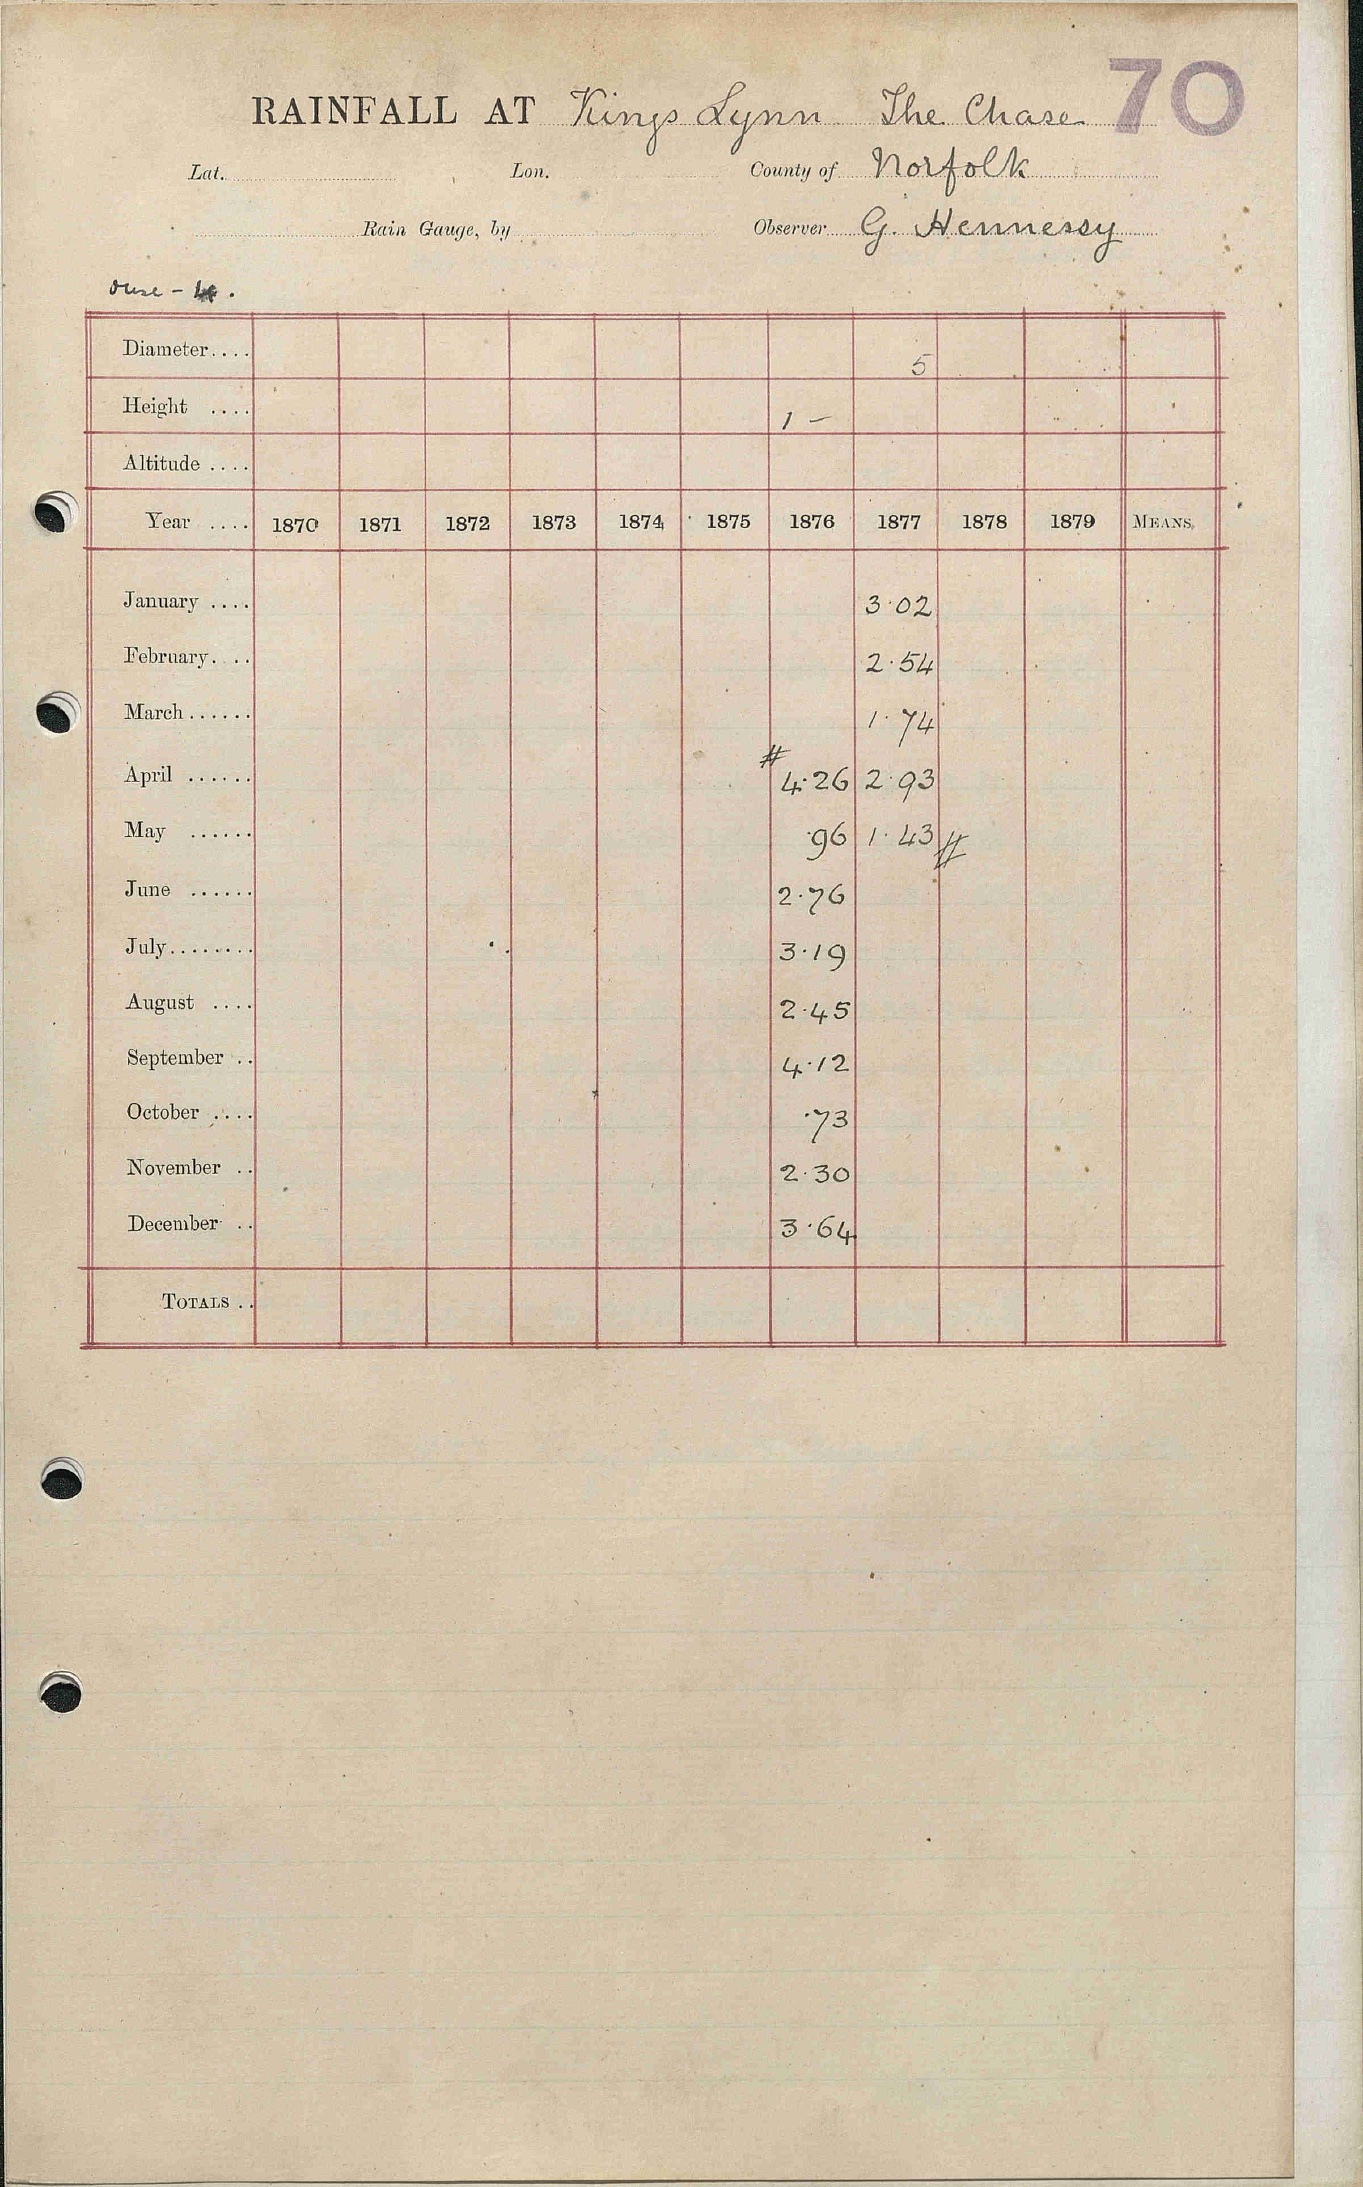 70
RAINFALL AT Kings Lynn The Chase
Lat. Lon. County of Norfolk
Rain Gauge, by Observer G. Hennessy
Ouse -
Diameter.... 5
Height .... 1 -
Altitude ....
Year .... 1870 1871 1872 1873 1874 1875 1876 1877 1878 1879 MEANS.
January .... 3.02
February. .. 2.54
March...... 1.74
April ...... # 4.26 2.93
May ...... .96 1.43 #
June ...... 2.76
July........ 3.19
August .... 2.45
September .. 4.12
October .... .73
November .. 2.30
December .. 3.64
TOTALS ..